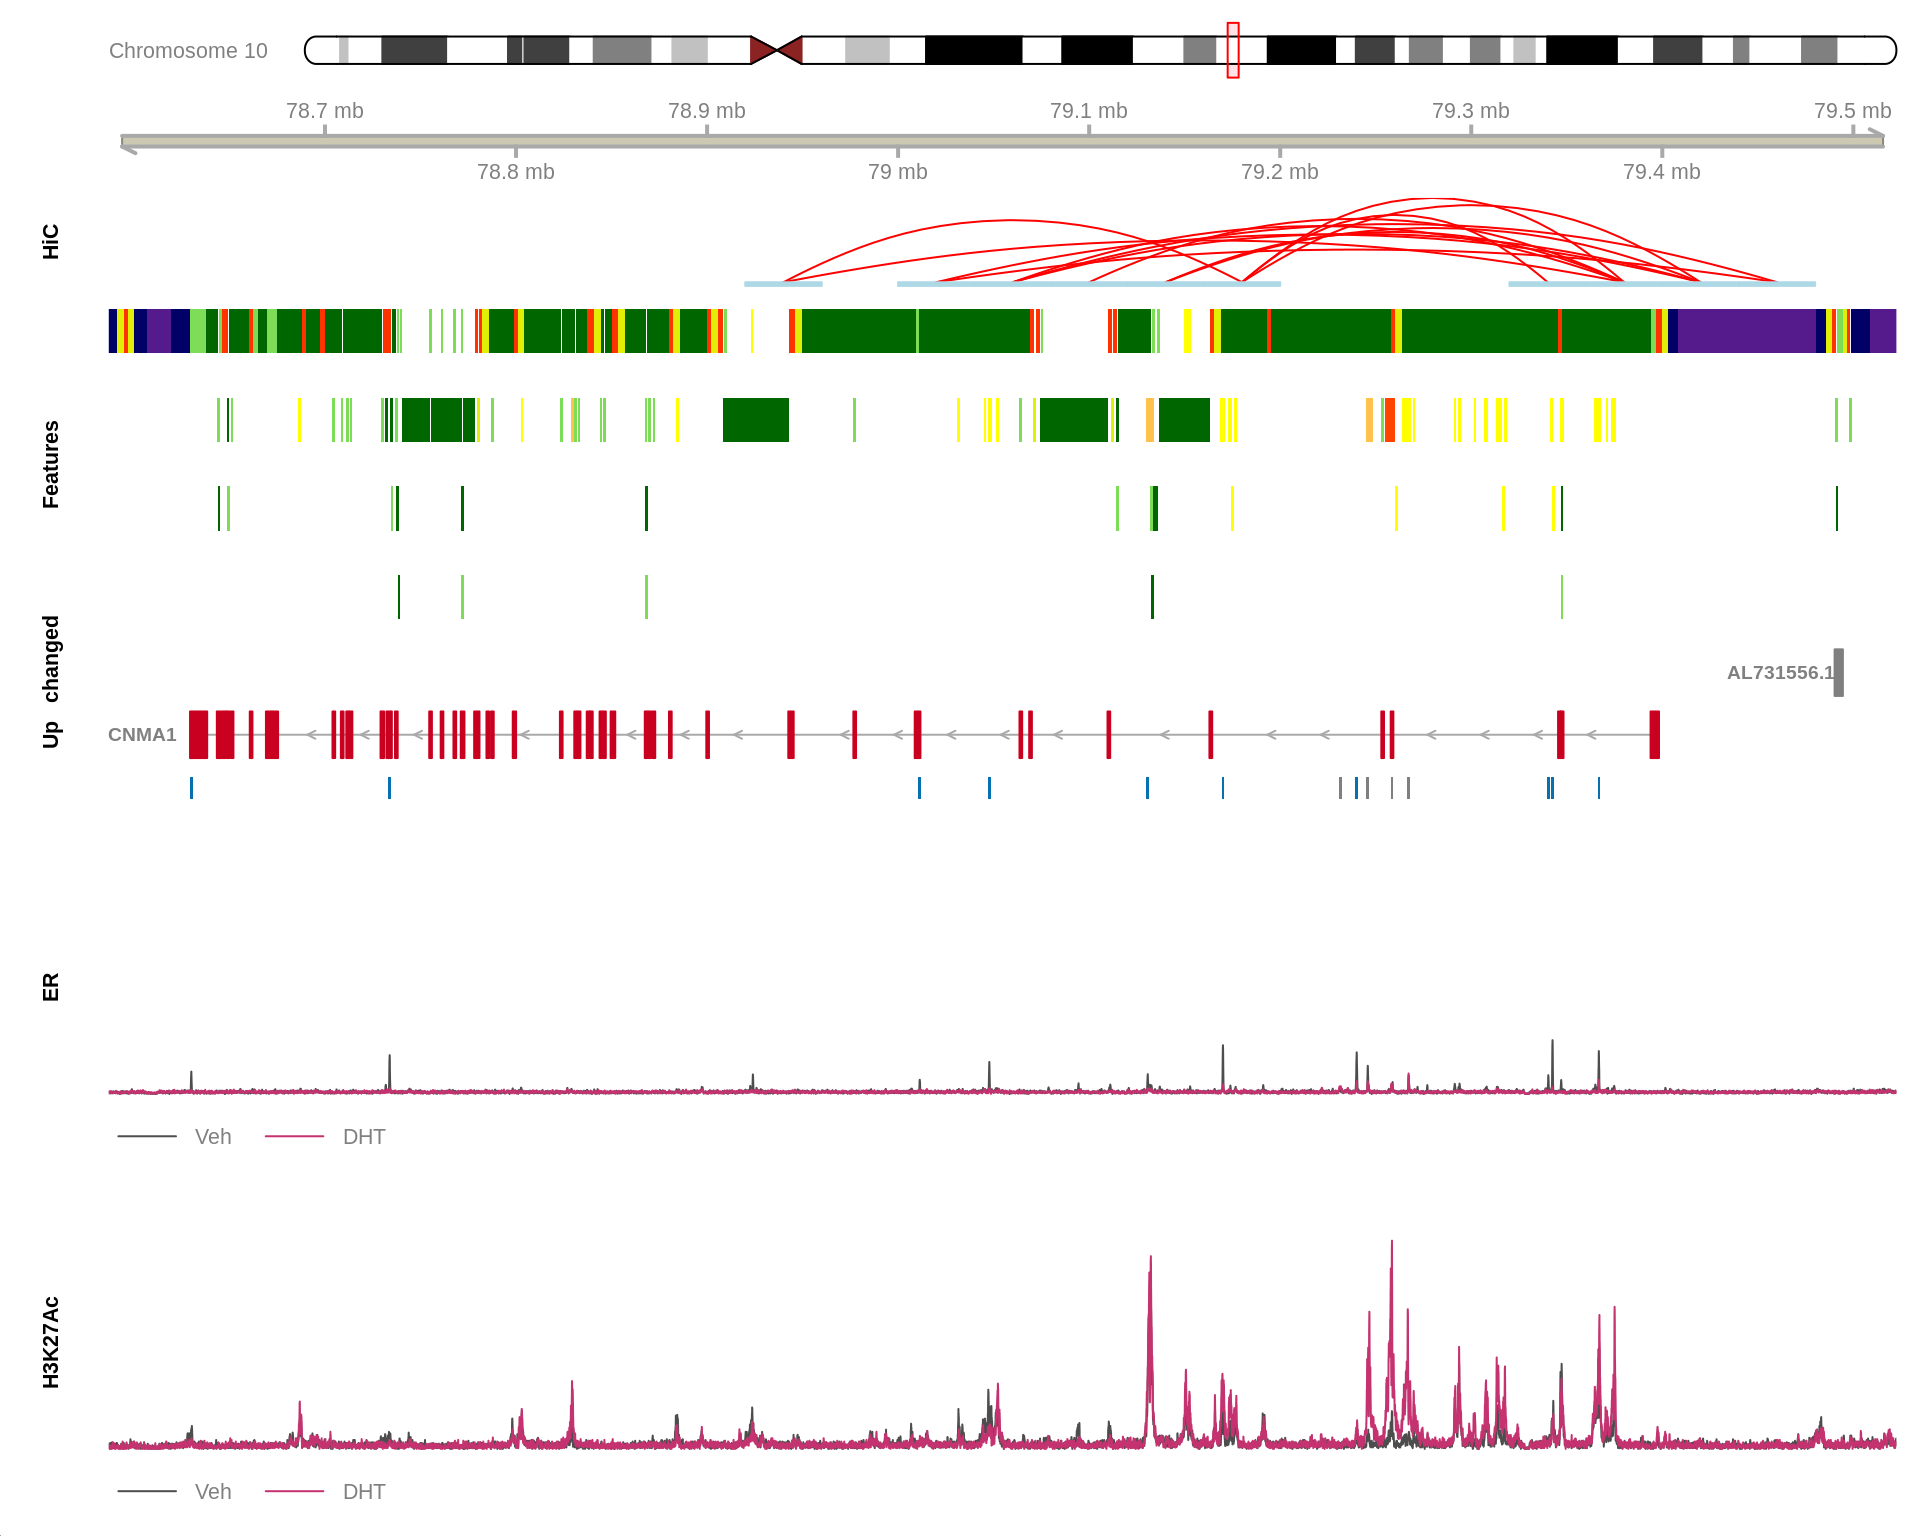 Chromosome 10
78.7 mb 78.9 mb 79.1 mb 79.3 mb 79.5 mb
78.8 mb 79 mb 79.2 mb 79.4 mb
HiC
Features
Up changed
AL731556.1
CNMA1
ER
Veh DHT
H3K27Ac
Veh DHT